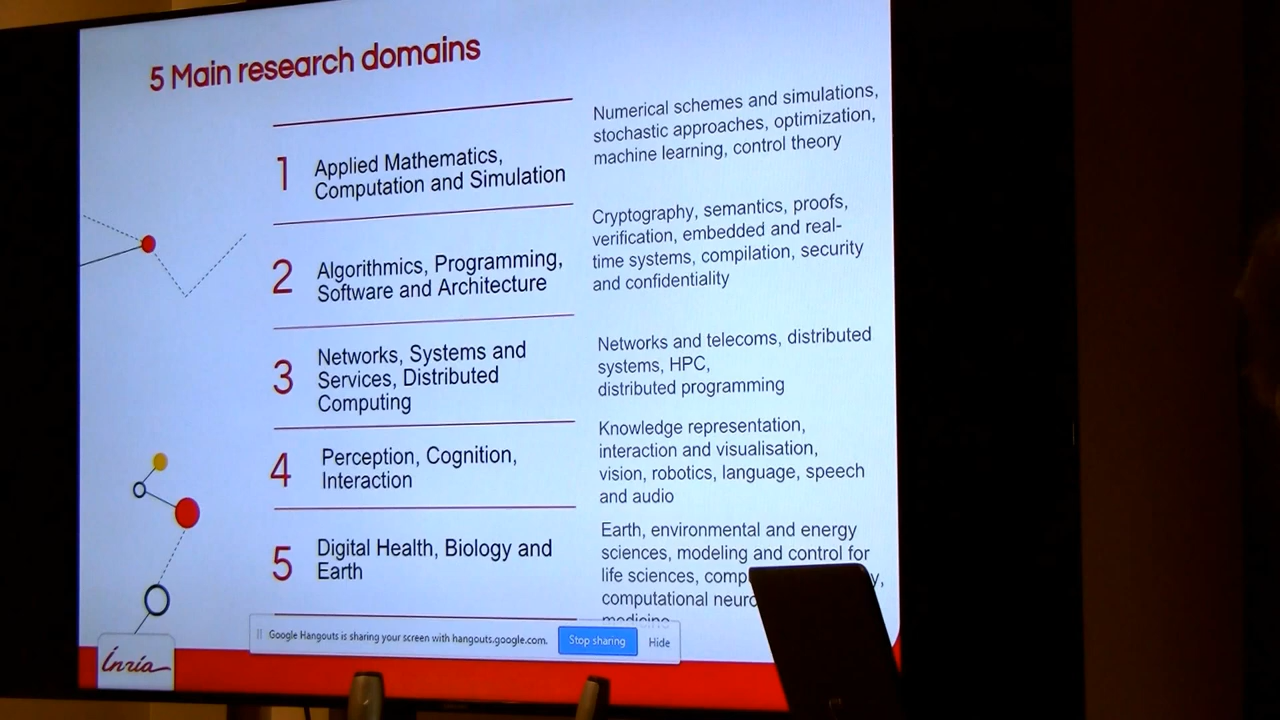 5 Main research domains
1
Applied Mathematics,
Computation and Simulation
Numerical schemes and simulations,
stochastic approaches, optimization,
machine learning, control theory
2
Algorithmics, Programming,
Software and Architecture
Cryptography, semantics, proofs,
verification, embedded and real-
time systems, compilation, security
and confidentiality
3
Networks, Systems and
Services, Distributed
Computing
Networks and telecoms, distributed
systems, HPC,
distributed programming
4
Perception, Cognition,
Interaction
Knowledge representation,
interaction and visualisation,
vision, robotics, language, speech
and audio
5
Digital Health, Biology and
Earth
Earth, environmental and energy
sciences, modeling and control for
life sciences,
computational
medicine
Google Hangouts is sharing your screen with hangouts.google.com.
Stop sharing
Hide
Inria